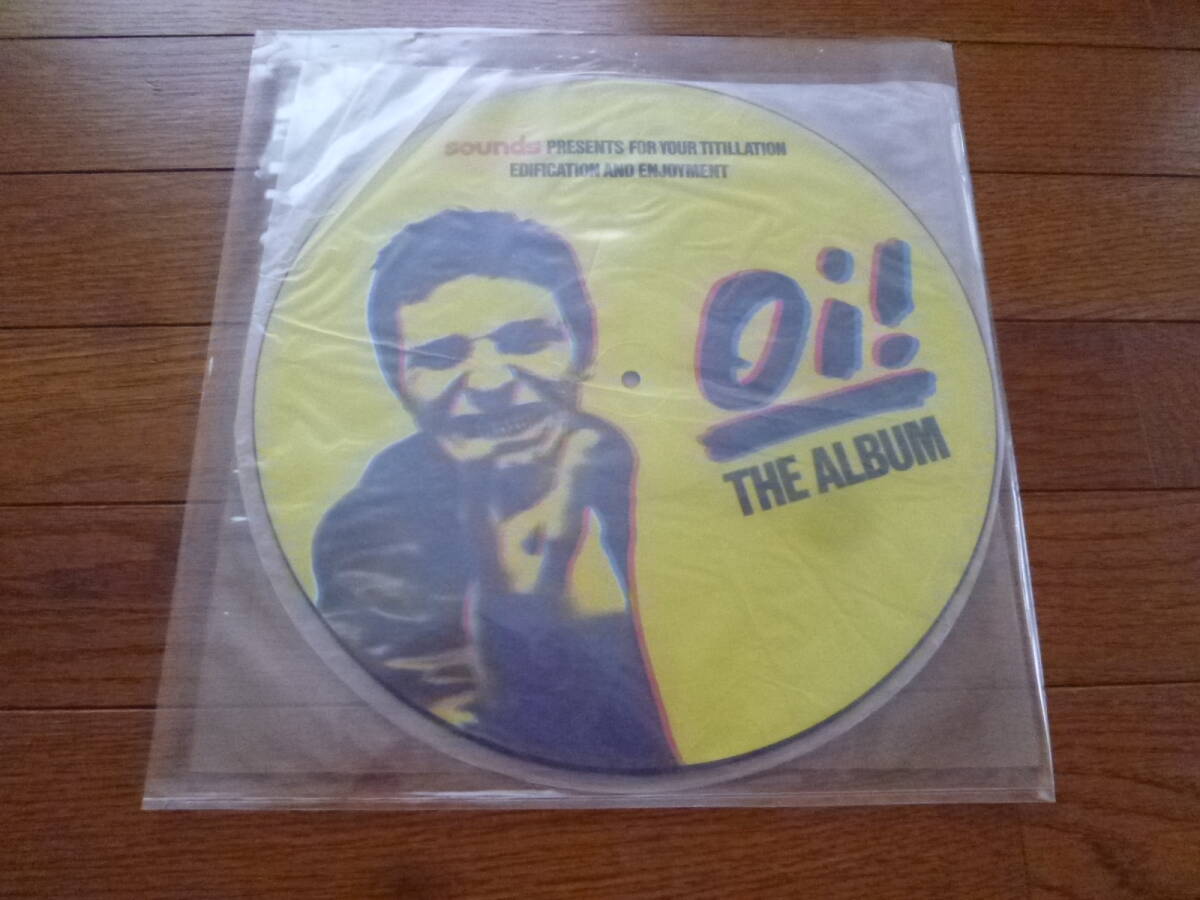 sounds PRESENTS FOR YOUR TITILLATION
EDIFICATION AND ENJOYMENT
Oi!
THE ALBUM